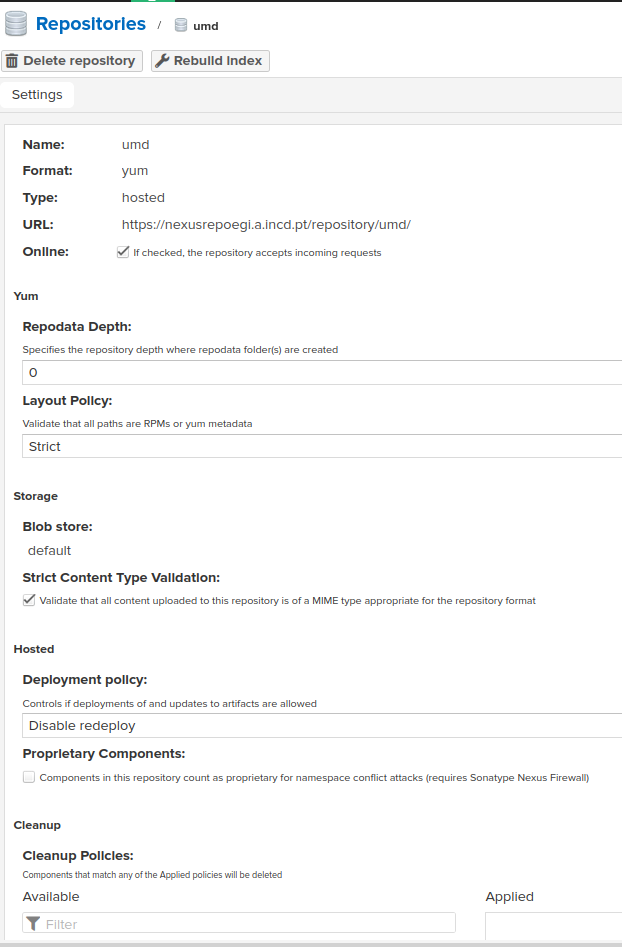 Repositories / umd
Delete repository Rebuild Index
Settings
Name: umd
Format: yum
Type: hosted
URL: https://nexusrepoegi.a.incd.pt/repository/umd/
Online: If checked, the repository accepts incoming requests
Yum
Repodata Depth:
Specifies the repository depth where repodata folder(s) are created
0
Layout Policy:
Validate that all paths are RPMs or yum metadata
Strict
Storage
Blob store:
default
Strict Content Type Validation:
Validate that all content uploaded to this repository is of a MIME type appropriate for the repository format
Hosted
Deployment policy:
Controls if deployments of and updates to artifacts are allowed
Disable redeploy
Proprietary Components:
Components in this repository count as proprietary for namespace conflict attacks (requires Sonatype Nexus Firewall)
Cleanup
Cleanup Policies:
Components that match any of the Applied policies will be deleted
Available Applied
Filter